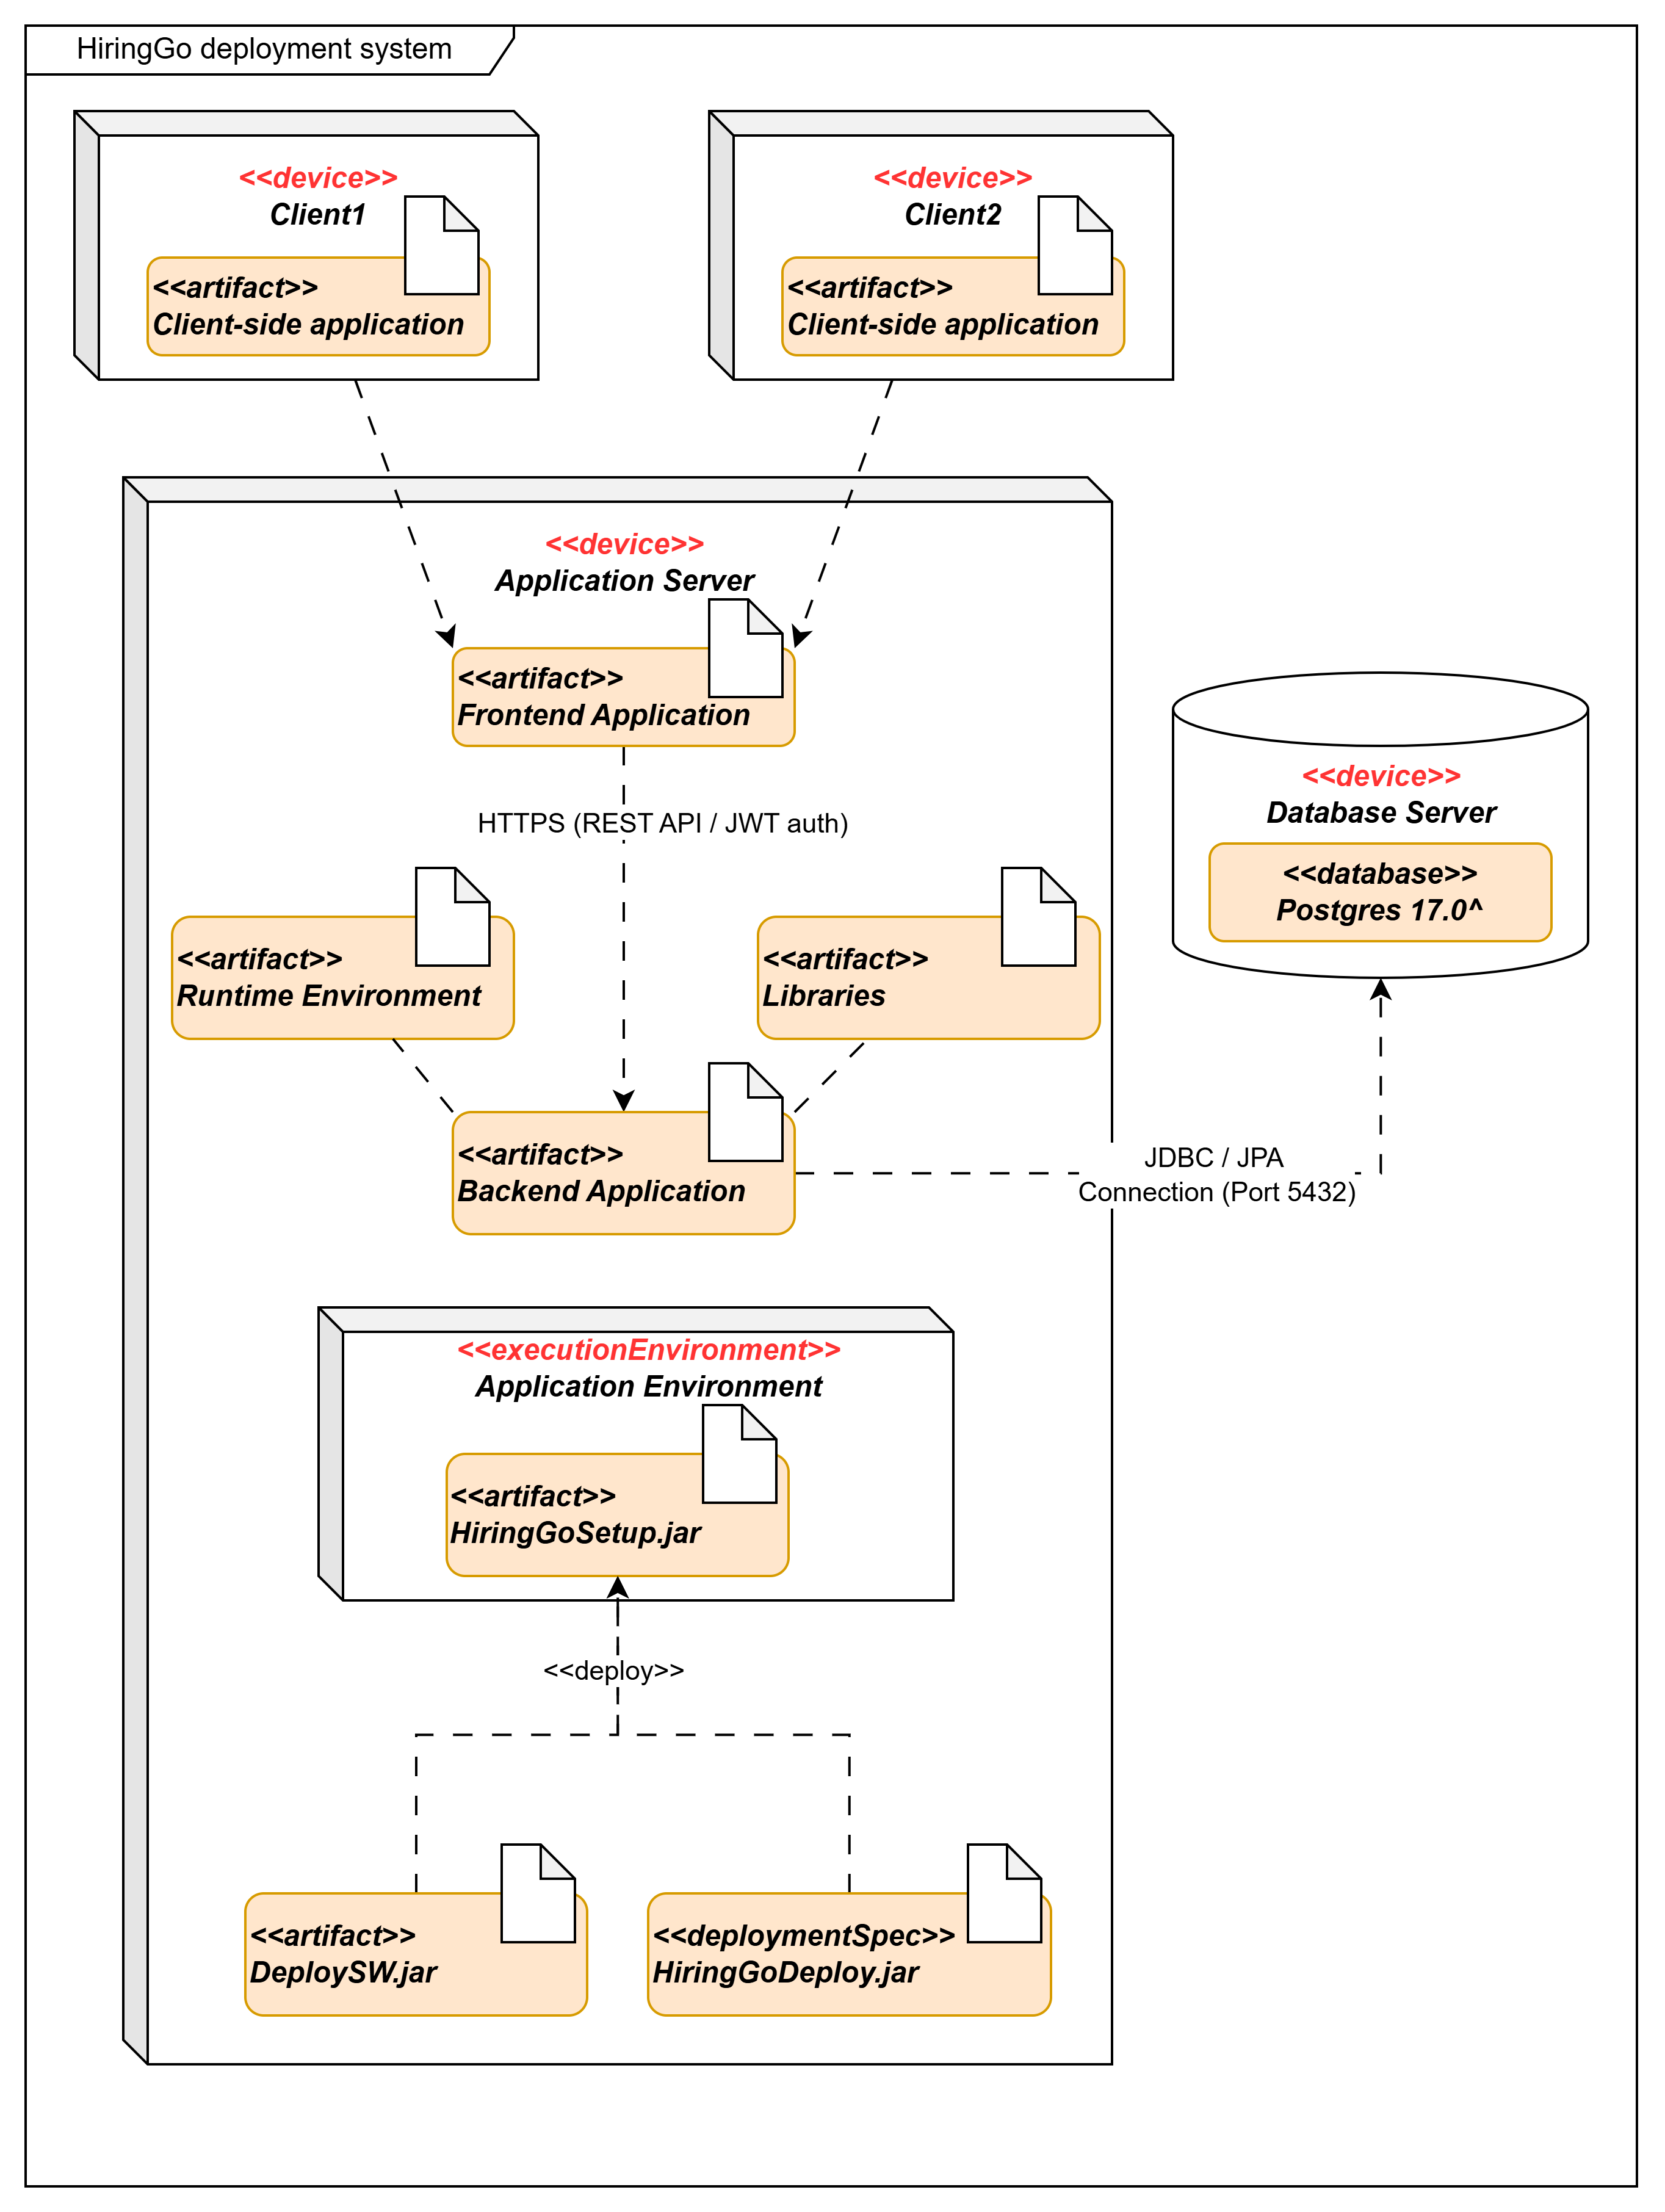 HiringGo deployment system
<<device>>
Client1
<<artifact>>
Client-side application
<<device>>
Client2
<<artifact>>
Client-side application
<<device>>
Application Server
<<artifact>>
Frontend Application
HTTPS (REST API / JWT auth)
<<device>>
Database Server
<<database>>
Postgres 17.0^
<<artifact>>
Runtime Environment
<<artifact>>
Libraries
<<artifact>>
Backend Application
JDBC / JPA
Connection (Port 5432)
<<executionEnvironment>>
Application Environment
<<artifact>>
HiringGoSetup.jar
<<deploy>>
<<artifact>>
DeploySW.jar
<<deploymentSpec>>
HiringGoDeploy.jar